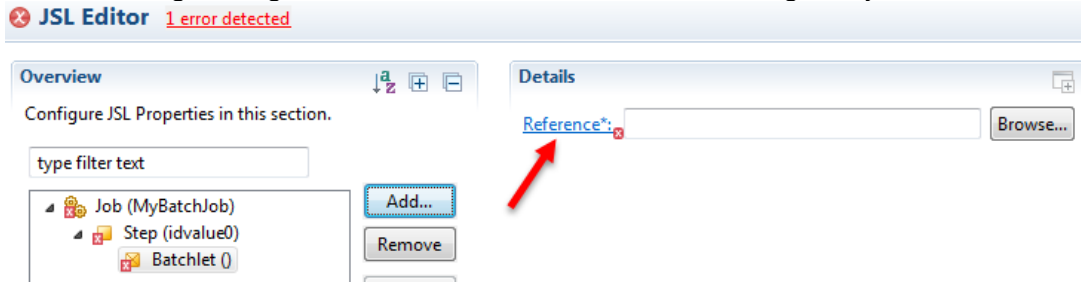 JSL Editor 1 error detected
Overview
Configure JSL Properties in this section.
type filter text
Job (MyBatchJob)
Step (idvalue0)
Batchlet ()
Add...
Remove
Details
Reference*:
Browse...